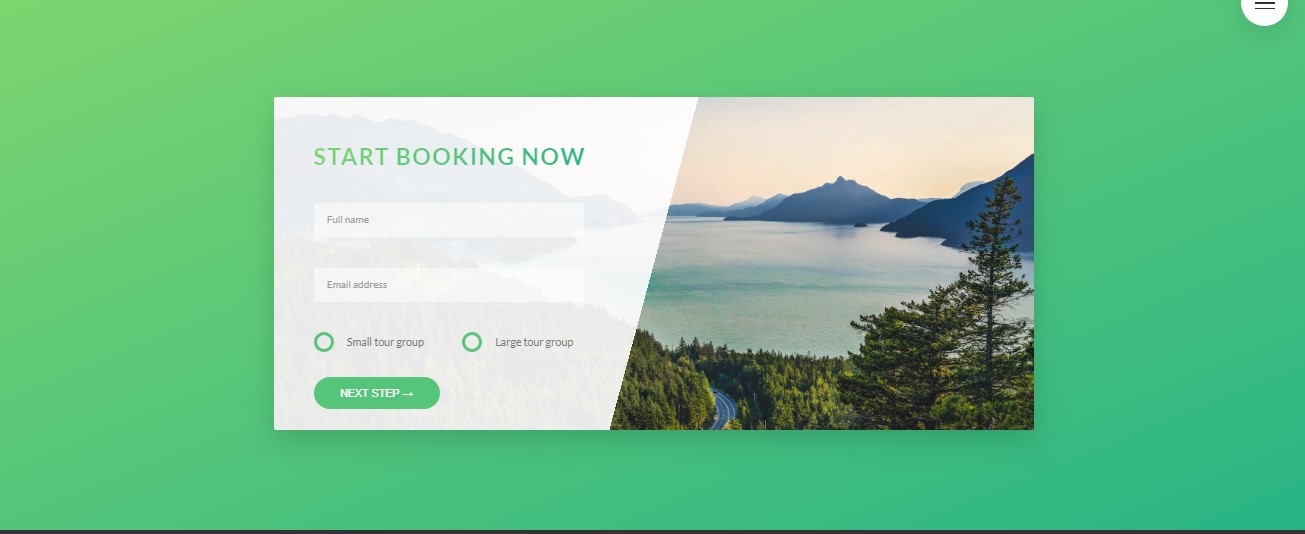 START BOOKING NOW
Full name
Email address
Small tour group
Large tour group
NEXT STEP →